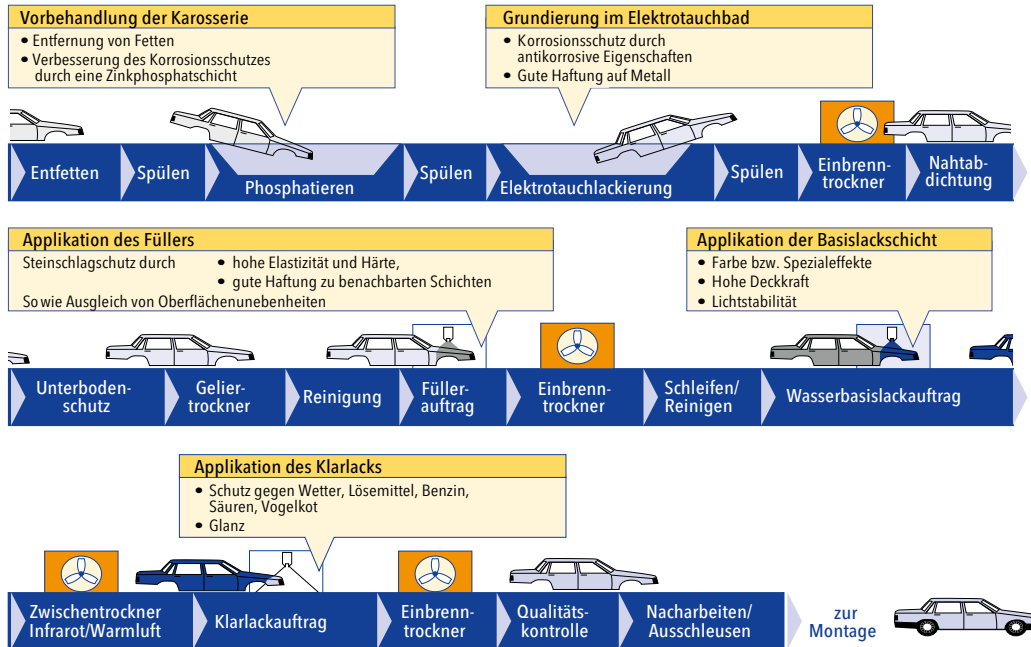 Vorbehandlung der Karosserie
• Entfernung von Fetten
• Verbesserung des Korrosionsschutzes
durch eine Zinkphosphatschicht
Grundierung im Elektrotauchbad
• Korrosionsschutz durch
antikorrosive Eigenschaften
• Gute Haftung auf Metall
Entfetten
Spülen
Phosphatieren
Spülen
Elektrotauchlackierung
Spülen
Einbrenn-
trockner
Nahtab-
dichtung
Applikation des Füllers
Steinschlagschutz durch • hohe Elastizität und Härte,
• gute Haftung zu benachbarten Schichten
Sowie Ausgleich von Oberflächenunebenheiten
Applikation der Basislackschicht
• Farbe bzw. Spezialeffekte
• Hohe Deckkraft
• Lichtstabilität
Unterboden-
schutz
Gelier-
trockner
Reinigung
Füller-
auftrag
Einbrenn-
trockner
Schleifen/
Reinigen
Wasserbasislackauftrag
Applikation des Klarlacks
• Schutz gegen Wetter, Lösemittel, Benzin,
Säuren, Vogelkot
• Glanz
Zwischentrockner
Infrarot/Warmluft
Klarlackauftrag
Einbrenn-
trockner
Qualitäts-
kontrolle
Nacharbeiten/
Ausschleusen
zur
Montage